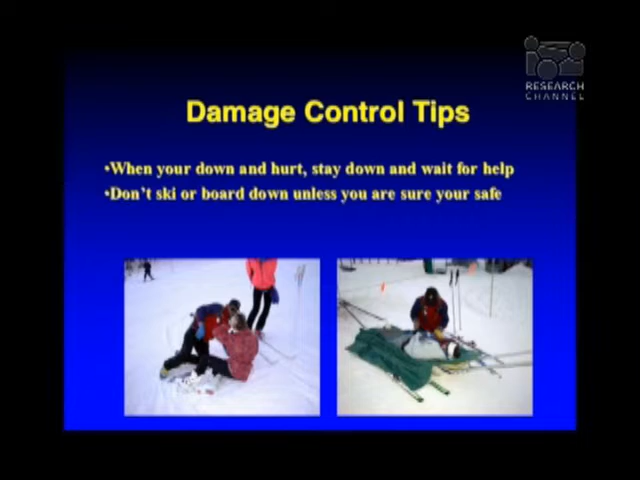 RESEARCH
CHANNEL
Damage Control Tips
•When your down and hurt, stay down and wait for help
•Don't ski or board down unless you are sure your safe